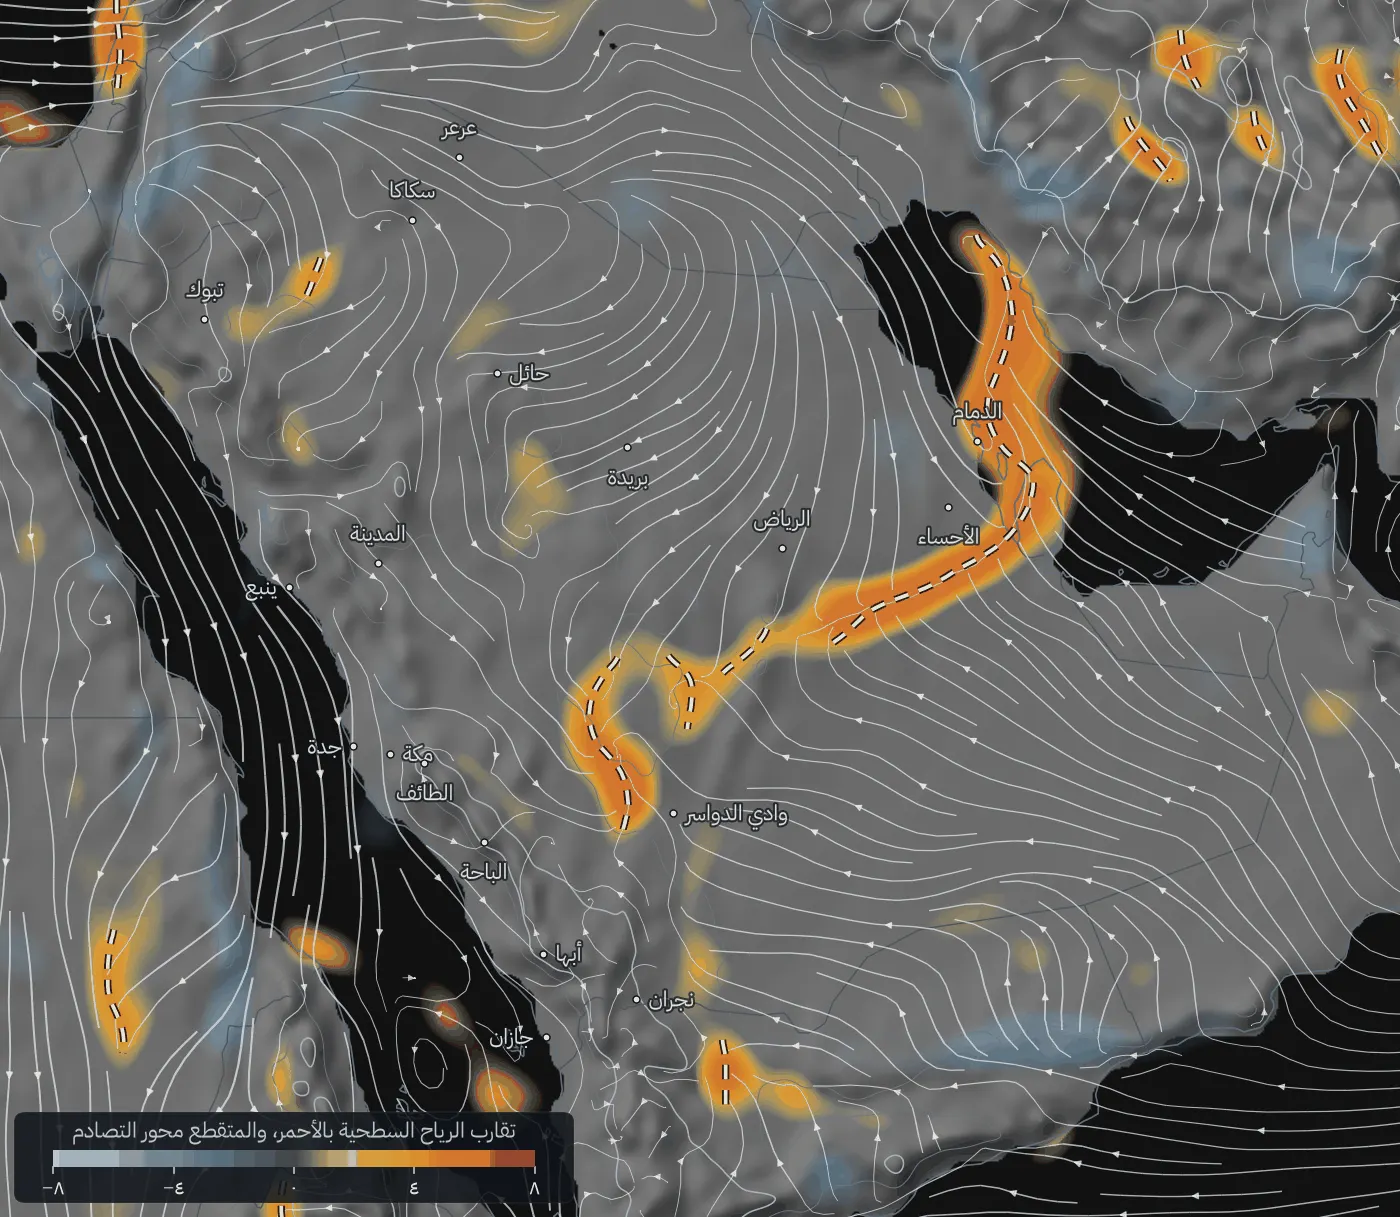 عرعر
سكاكا
تبوك
حائل
الدمام
بريدة
الرياض
الأحساء
المدينة
ينبع
جدة
مكة
الطائف
وادي الدواسر
الباحة
أبها
نجران
جازان
تقارب الرياح السطحية بالأحمر، والمتقطع محور التصادم
−٨ −٤ ٠ ٤ ٨